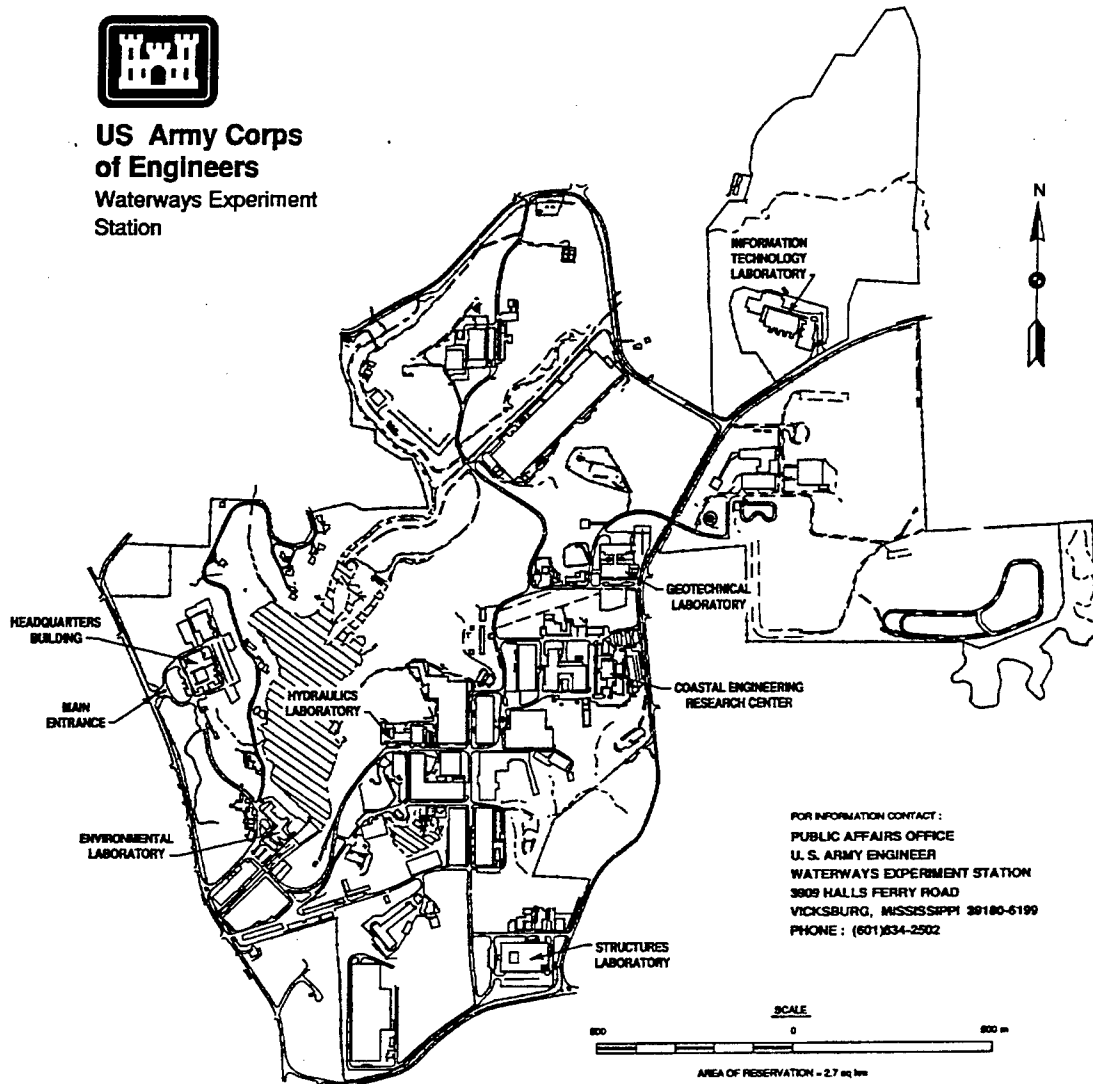 US Army Corps
of Engineers
Waterways Experiment
Station
N
INFORMATION
TECHNOLOGY
LABORATORY
GEOTECHNICAL
LABORATORY
HEADQUARTERS
BUILDING
MAIN
ENTRANCE
HYDRAULICS
LABORATORY
COASTAL ENGINEERING
RESEARCH CENTER
ENVIRONMENTAL
LABORATORY
STRUCTURES
LABORATORY
FOR INFORMATION CONTACT :
PUBLIC AFFAIRS OFFICE
U. S. ARMY ENGINEER
WATERWAYS EXPERIMENT STATION
3909 HALLS FERRY ROAD
VICKSBURG, MISSISSIPPI 39180-6199
PHONE : (601)634-2502
SCALE
500 0 500 m
AREA OF RESERVATION = 2.7 sq km